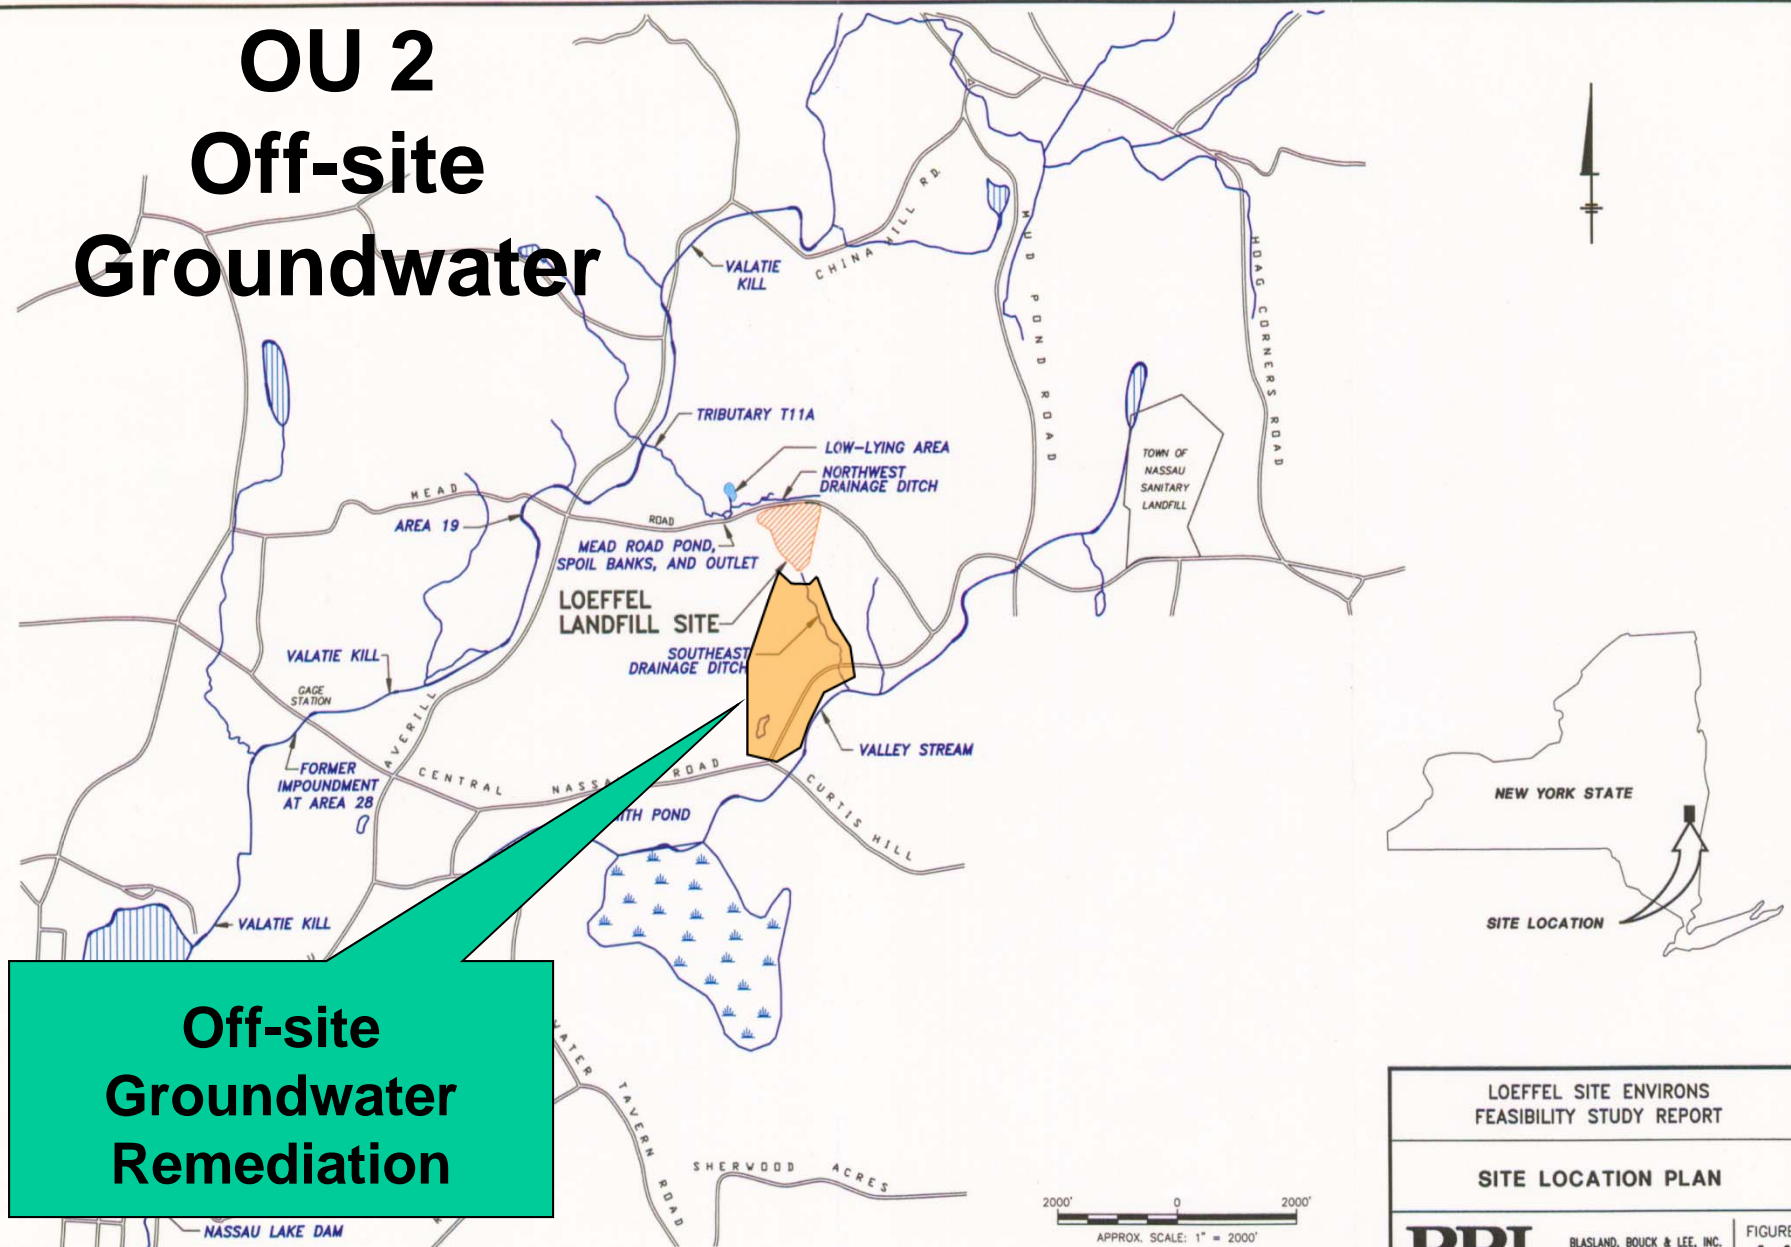 OU 2
Off-site
Groundwater
VALATIE
KILL
CHINA HILL RD.
MUD POND ROAD
HOAG CORNERS ROAD
TRIBUTARY T11A
LOW-LYING AREA
NORTHWEST
DRAINAGE DITCH
TOWN OF
NASSAU
SANITARY
LANDFILL
MEAD
ROAD
AREA 19
MEAD ROAD POND,
SPOIL BANKS, AND OUTLET
LOEFFEL
LANDFILL SITE
SOUTHEAST
DRAINAGE DITCH
VALATIE KILL
GAGE
STATION
AVERILL
VALLEY STREAM
FORMER
IMPOUNDMENT
AT AREA 28
CENTRAL
ROAD
CURTIS HILL
NEW YORK STATE
SITE LOCATION
POND
VALATIE KILL
Off-site
Groundwater
Remediation
TAVERN ROAD
SHERWOOD ACRES
NASSAU LAKE DAM
2000' 0 2000'
APPROX. SCALE: 1" = 2000'
LOEFFEL SITE ENVIRONS
FEASIBILITY STUDY REPORT
SITE LOCATION PLAN
BLASLAND, BOUCK & LEE, INC.
FIGURE